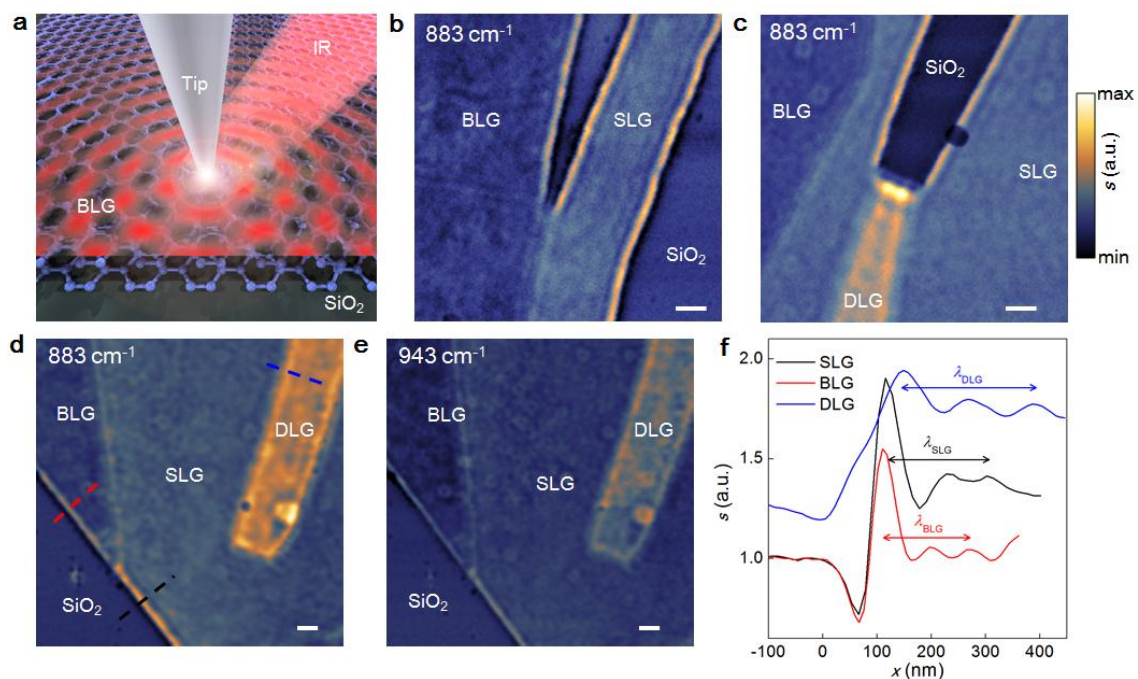 a
Tip
IR
BLG
SiO₂
b
883 cm⁻¹
BLG
SLG
SiO₂
c
883 cm⁻¹
SiO₂
BLG
SLG
DLG
max
s (a.u.)
min
d
883 cm⁻¹
BLG
DLG
SLG
SiO₂
e
943 cm⁻¹
BLG
DLG
SLG
SiO₂
f
SLG
BLG
DLG
λDLG
λSLG
λBLG
2.0
1.5
1.0
s (a.u.)
-100 0 100 200 300 400
x (nm)